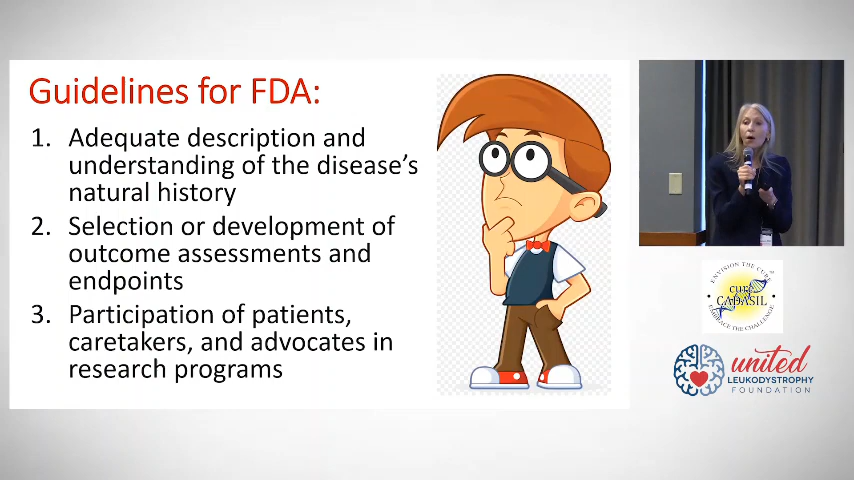 Guidelines for FDA:
1. Adequate description and
understanding of the disease's
natural history
2. Selection or development of
outcome assessments and
endpoints
3. Participation of patients,
caretakers, and advocates in
research programs
ENVISION THE CURE
cure
CADASIL
EMBRACE THE CHALLENGE
united
LEUKODYSTROPHY
FOUNDATION